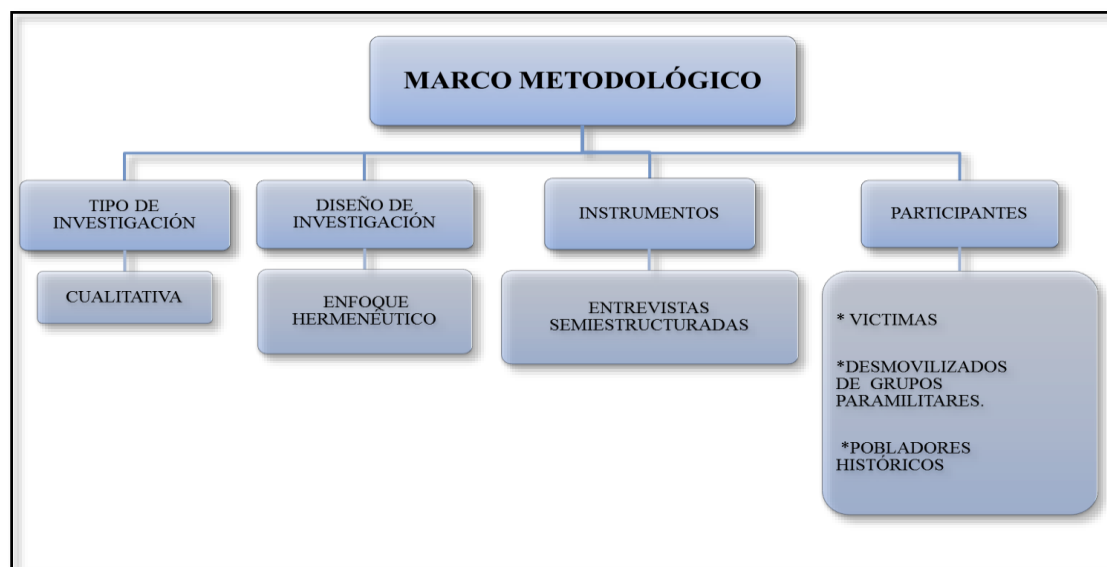 MARCO METODOLÓGICO
TIPO DE
INVESTIGACIÓN
CUALITATIVA
DISEÑO DE
INVESTIGACIÓN
ENFOQUE
HERMENÉUTICO
INSTRUMENTOS
ENTREVISTAS
SEMIESTRUCTURADAS
PARTICIPANTES
* VICTIMAS
*DESMOVILIZADOS
DE GRUPOS
PARAMILITARES.
*POBLADORES
HISTÓRICOS